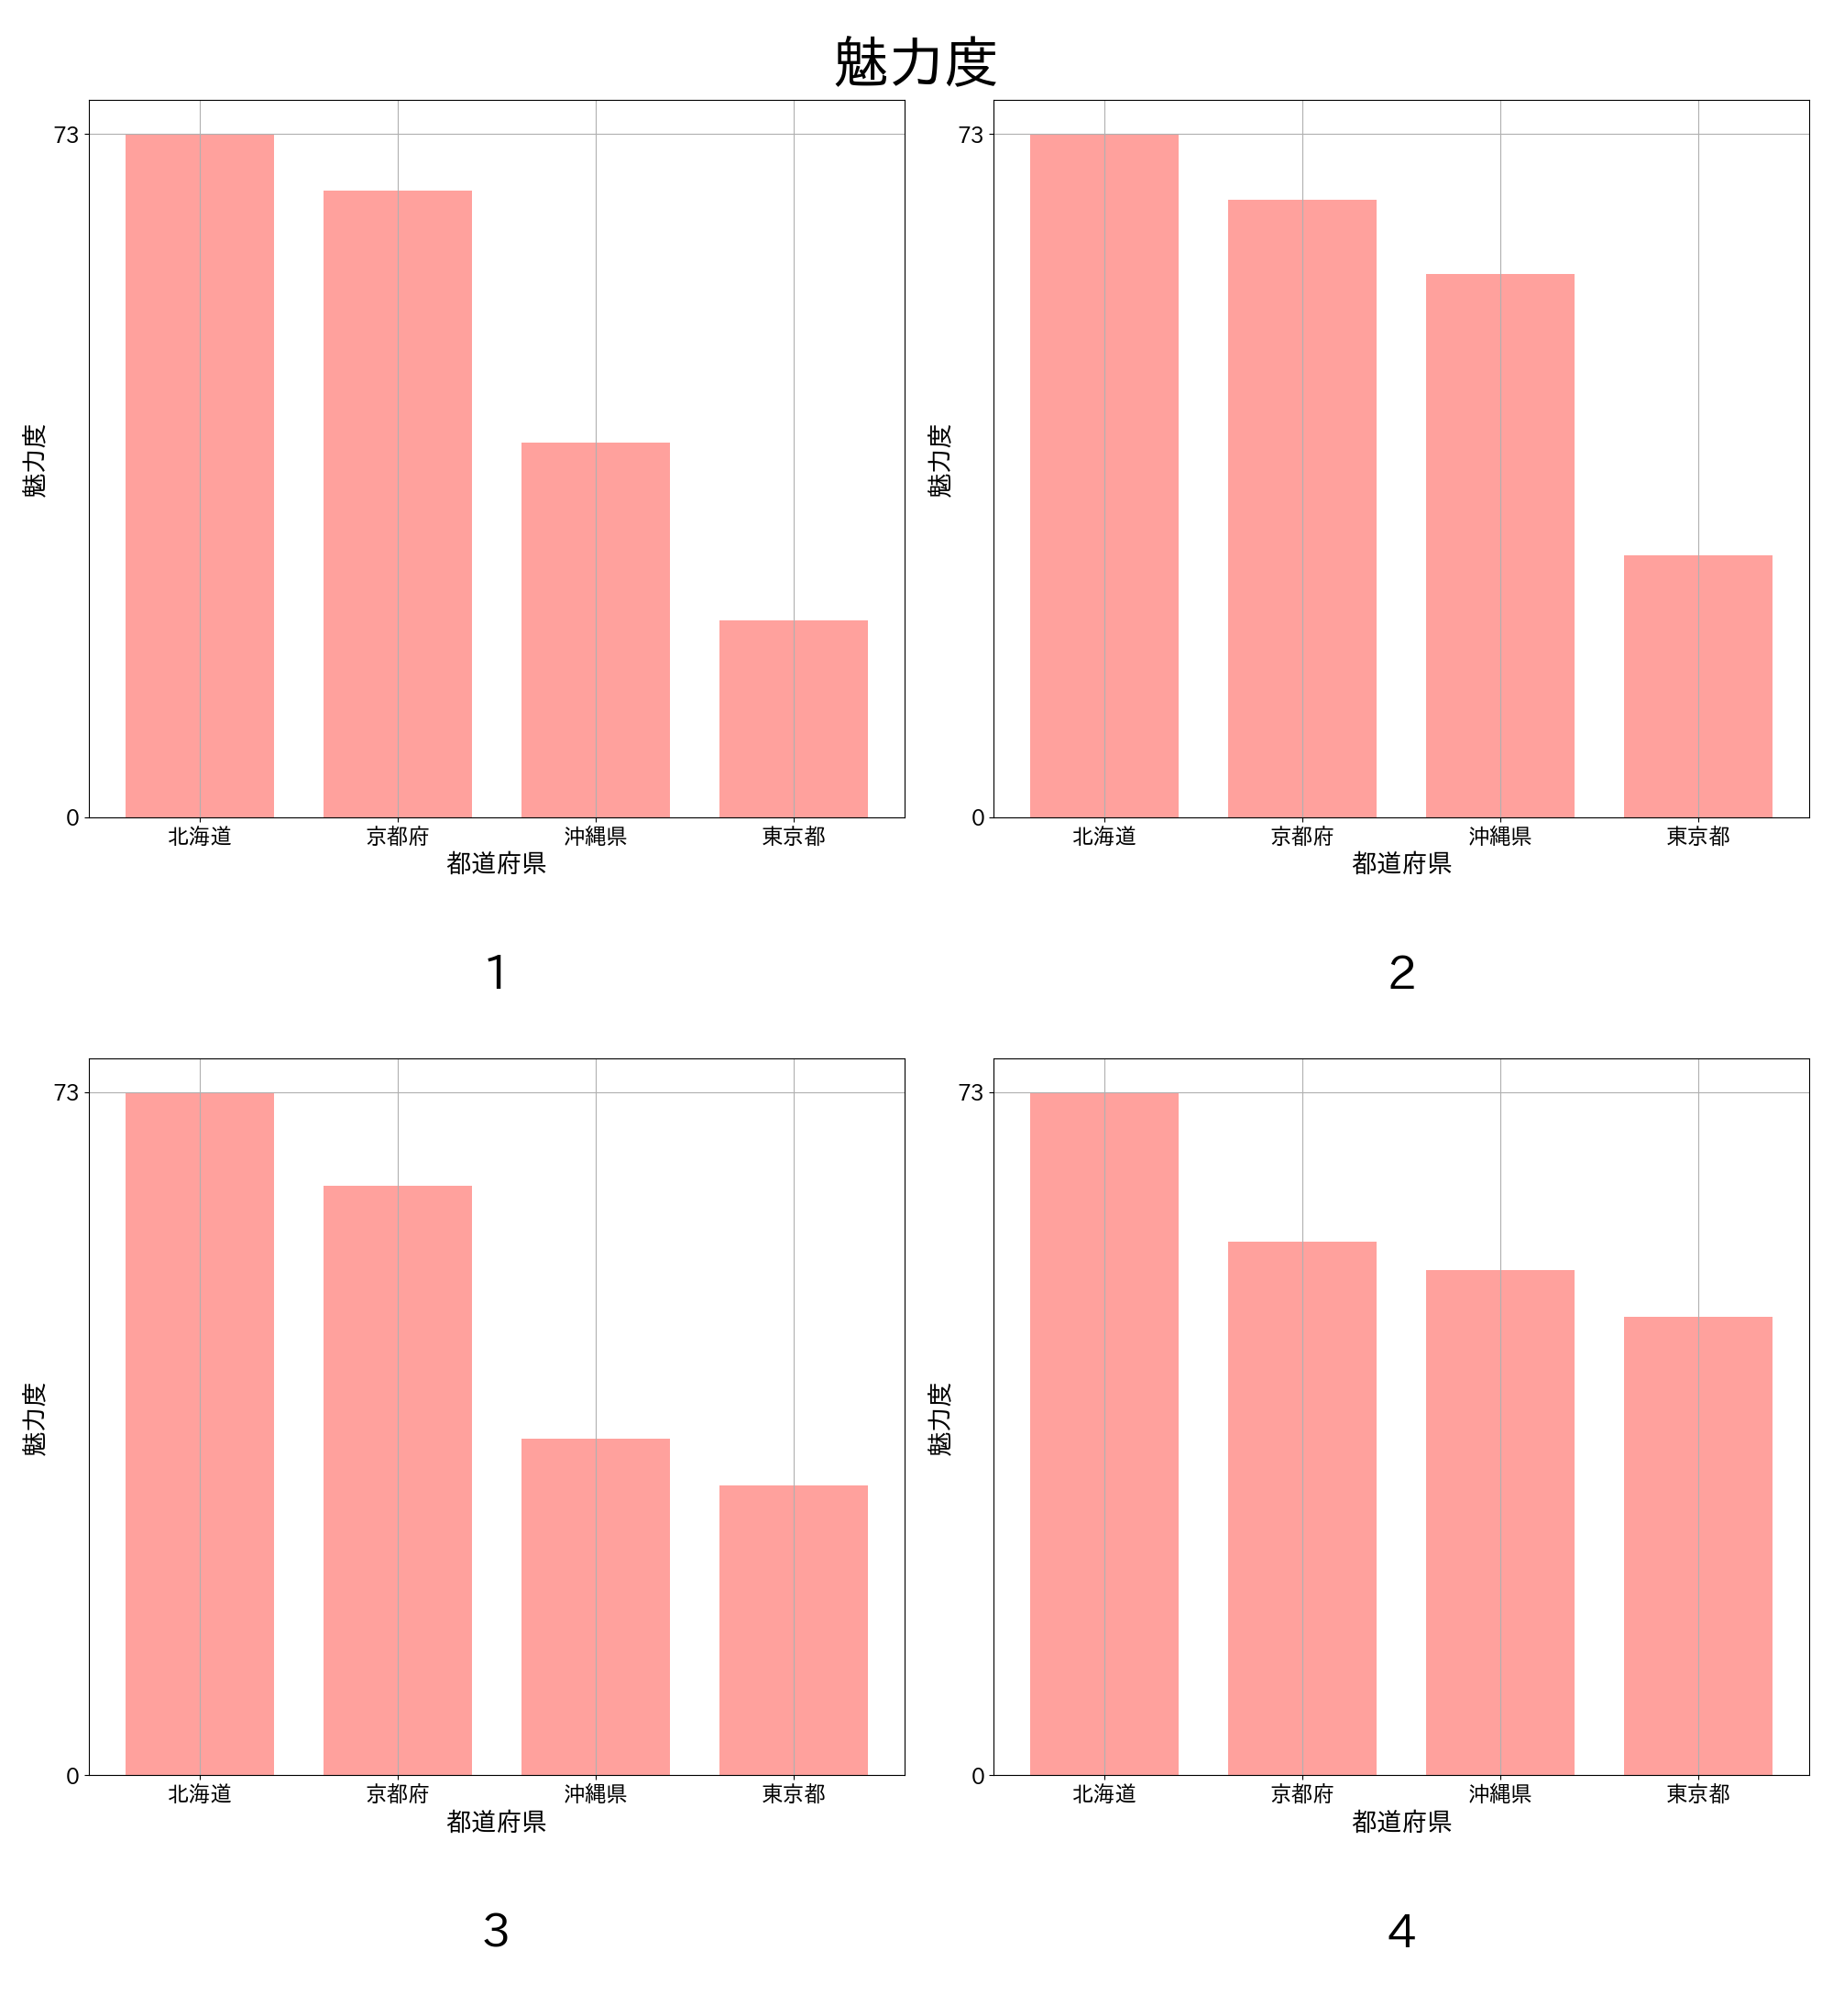 魅力度
73
0
魅力度
北海道 京都府 沖縄県 東京都
都道府県
1
73
0
魅力度
北海道 京都府 沖縄県 東京都
都道府県
2
73
0
魅力度
北海道 京都府 沖縄県 東京都
都道府県
3
73
0
魅力度
北海道 京都府 沖縄県 東京都
都道府県
4